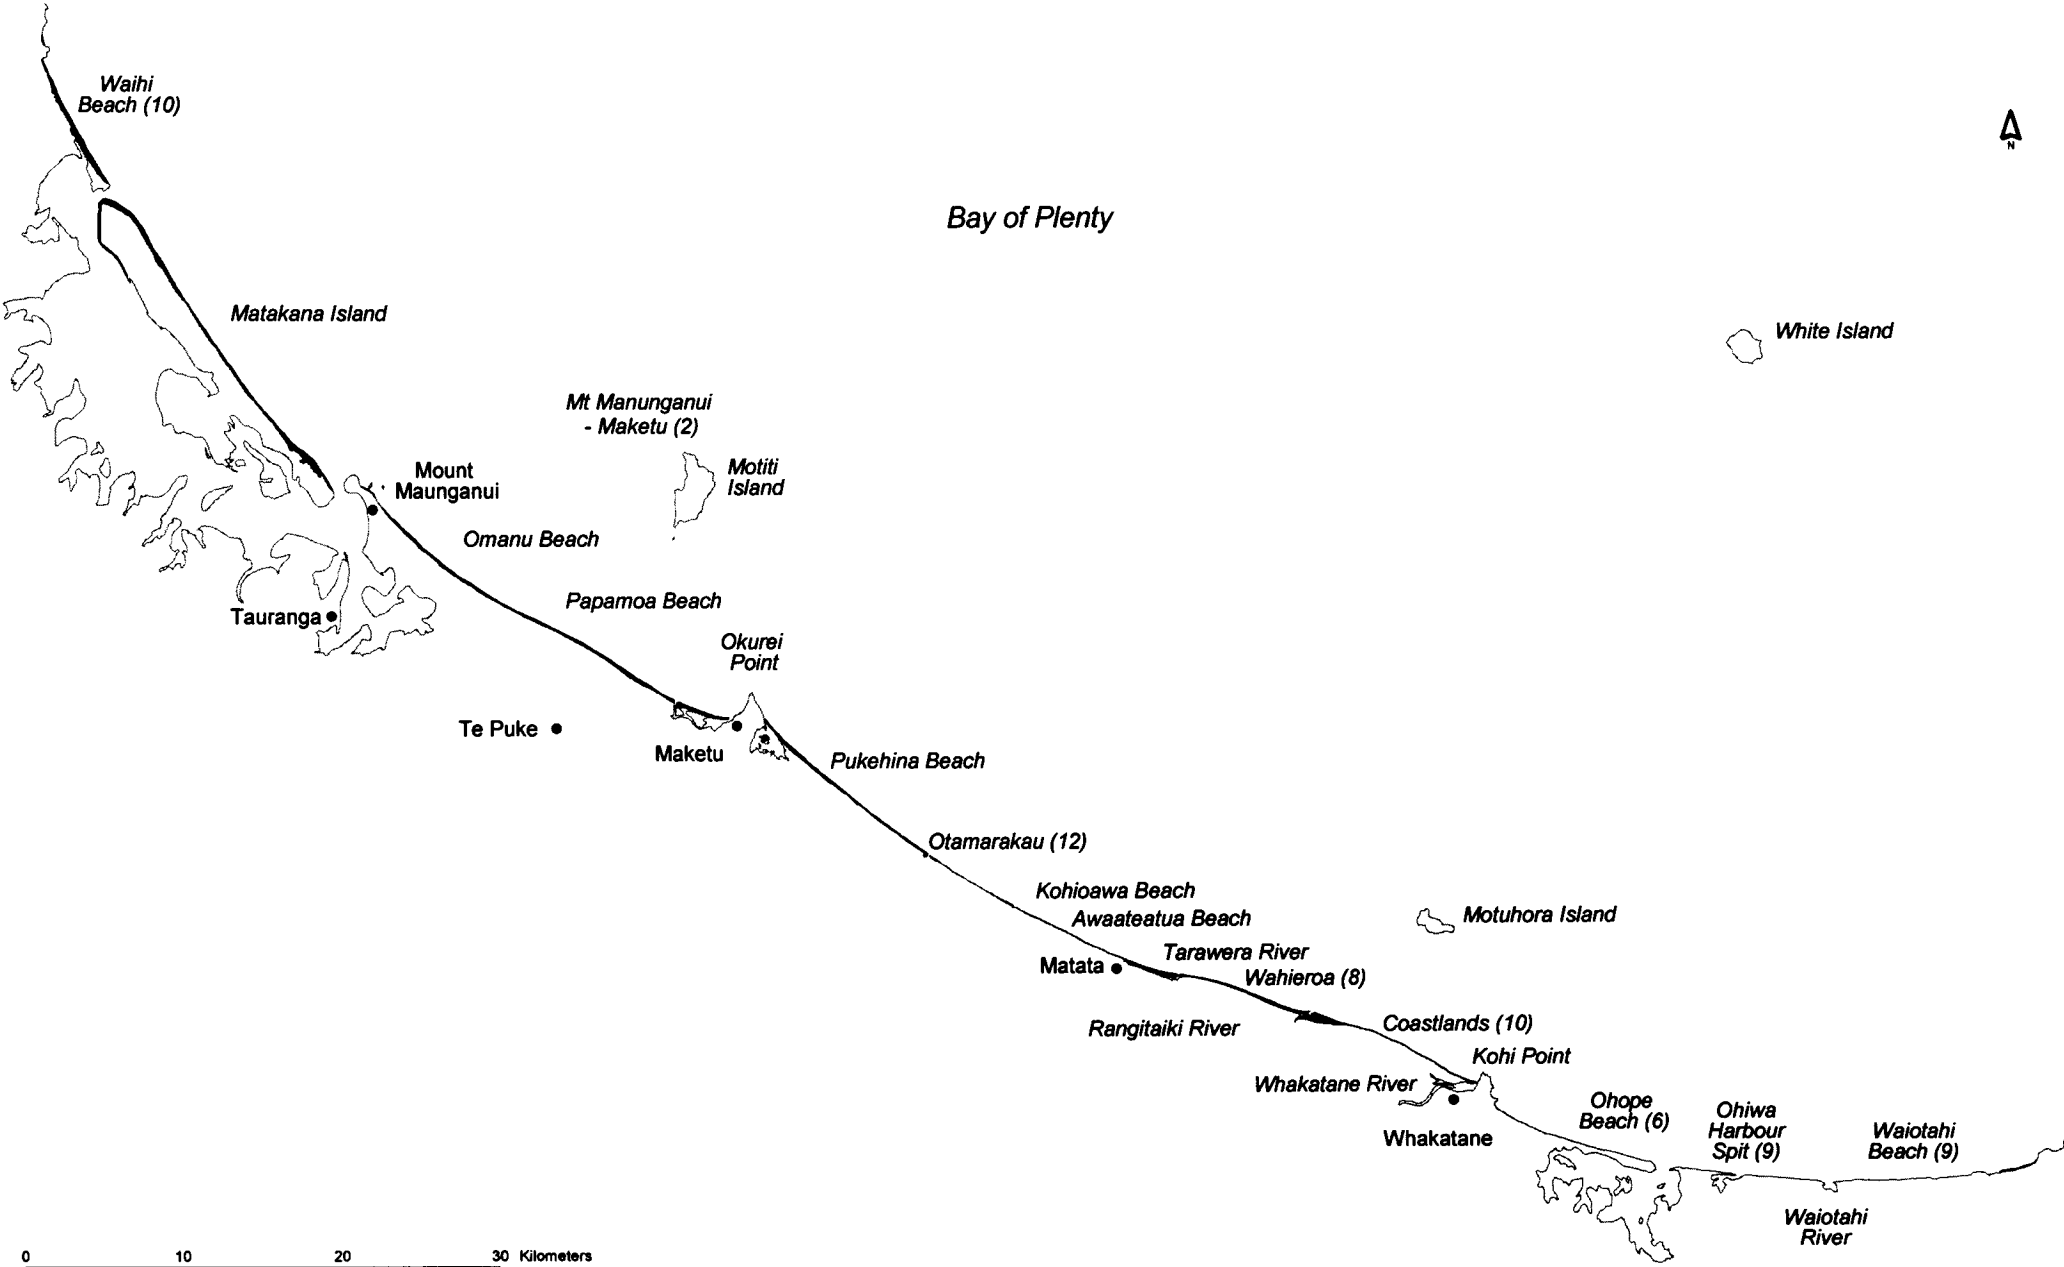 Waihi
Beach (10)
N
Bay of Plenty
Matakana Island
White Island
Mt Manunganui
- Maketu (2)
Mount
Maunganui
Motiti
Island
Omanu Beach
Papamoa Beach
Tauranga
Okurei
Point
Te Puke
Maketu
Pukehina Beach
Otamarakau (12)
Kohioawa Beach
Awaateatua Beach
Motuhora Island
Tarawera River
Matata
Wahieroa (8)
Rangitaiki River
Coastlands (10)
Kohi Point
Whakatane River
Whakatane
Ohope
Beach (6)
Ohiwa
Harbour
Spit (9)
Waiotahi
Beach (9)
Waiotahi
River
0 10 20 30 Kilometers